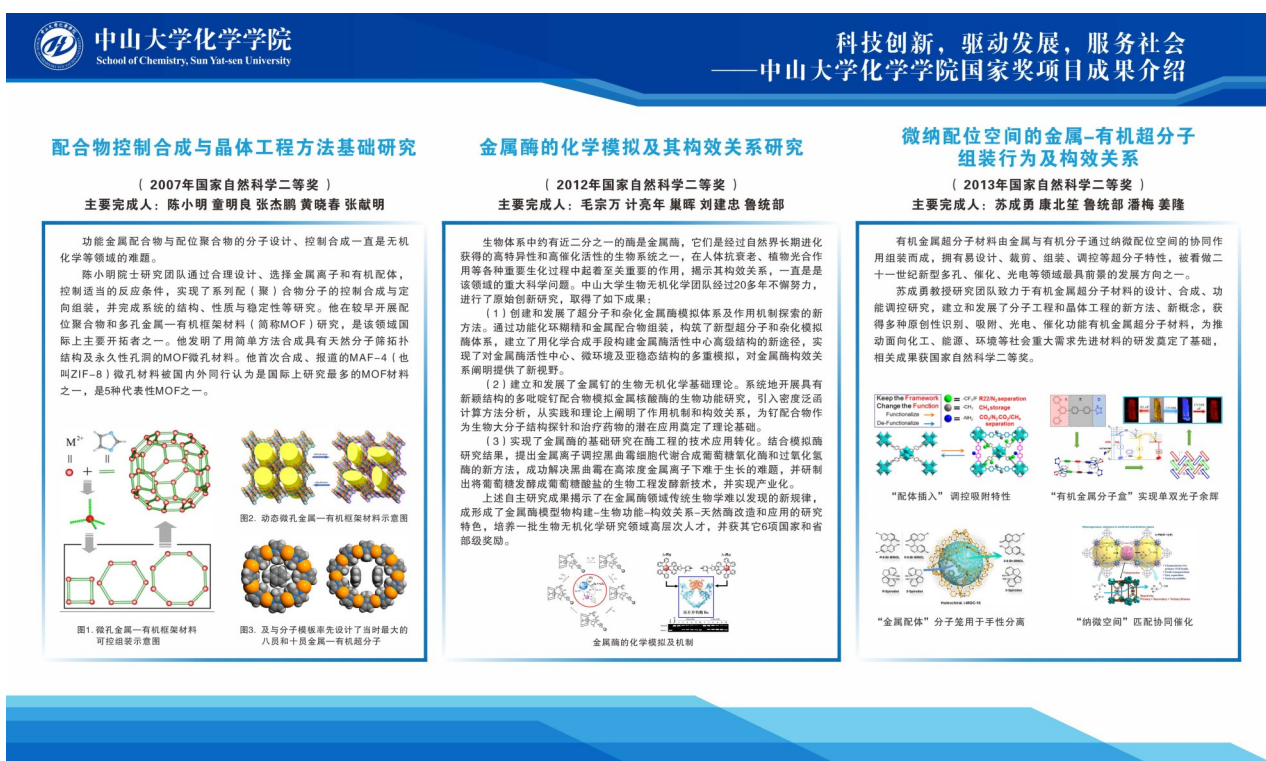 中山大学化学学院
School of Chemistry, Sun Yat-sen University
科技创新，驱动发展，服务社会
——中山大学化学学院国家奖项目成果介绍
配合物控制合成与晶体工程方法基础研究
（ 2007年国家自然科学二等奖 ）
主要完成人：陈小明 童明良 张杰鹏 黄晓春 张献明
功能金属配合物与配位聚合物的分子设计、控制合成一直是无机
化学等领域的难题。
陈小明院士研究团队通过合理设计、选择金属离子和有机配体，
控制适当的反应条件，实现了系列配（聚）合物分子的控制合成与定
向组装，并完成系统的结构、性质与稳定性等研究。他在较早开展配
位聚合物和多孔金属—有机框架材料（简称MOF）研究，是该领域国
际上主要开拓者之一。他发明了用简单方法合成具有天然分子筛拓扑
结构及永久性孔洞的MOF微孔材料。他首次合成、报道的MAF-4（也
叫ZIF-8）微孔材料被国内外同行认为是国际上研究最多的MOF材料
之一，是5种代表性MOF之一。
M²⁺
图1. 微孔金属—有机框架材料
可控组装示意图
图2. 动态微孔金属—有机框架材料示意图
图3. 及与分子模板率先设计了当时最大的
八员和十员金属—有机超分子
金属酶的化学模拟及其构效关系研究
（ 2012年国家自然科学二等奖 ）
主要完成人：毛宗万 计亮年 巢晖 刘建忠 鲁统部
生物体系中约有近二分之一的酶是金属酶，它们是经过自然界长期进化
获得的高特异性和高催化活性的生物系统之一，在人体抗衰老、植物光合作
用等各种重要生化过程中起着至关重要的作用，揭示其构效关系，一直是是
该领域的重大科学问题。中山大学生物无机化学团队经过20多年不懈努力，
进行了原始创新研究，取得了如下成果：
（1）创建和发展了超分子和杂化金属酶模拟体系及作用机制探索的新
方法。通过功能化环糊精和金属配合物组装，构筑了新型超分子和杂化模拟
酶体系，建立了用化学合成手段构建金属酶活性中心高级结构的新途径，实
现了对金属酶活性中心、微环境及亚稳态结构的多重模拟，对金属酶构效关
系阐明提供了新视野。
（2）建立和发展了金属钌的生物无机化学基础理论。系统地开展具有
新颖结构的多吡啶钌配合物模拟金属核酸酶的生物功能研究，引入密度泛函
计算方法分析，从实践和理论上阐明了作用机制和构效关系，为钌配合物作
为生物大分子结构探针和治疗药物的潜在应用奠定了理论基础。
（3）实现了金属酶的基础研究在酶工程的技术应用转化。结合模拟酶
研究结果，提出金属离子调控黑曲霉细胞代谢合成葡萄糖氧化酶和过氧化氢
酶的新方法，成功解决黑曲霉在高浓度金属离子下难于生长的难题，并研制
出将葡萄糖发酵成葡萄糖酸盐的生物工程发酵新技术，并实现产业化。
上述自主研究成果揭示了在金属酶领域传统生物学难以发现的新规律，
成形成了金属酶模型物构建-生物功能-构效关系-天然酶改造和应用的研究
特色，培养一批生物无机化学研究领域高层次人才，并获其它6项国家和省
部级奖励。
金属酶的化学模拟及机制
微纳配位空间的金属-有机超分子
组装行为及构效关系
（ 2013年国家自然科学二等奖 ）
主要完成人：苏成勇 康北笙 鲁统部 潘梅 姜隆
有机金属超分子材料由金属与有机分子通过纳微配位空间的协同作
用组装而成，拥有易设计、裁剪、组装、调控等超分子特性，被看做二
十一世纪新型多孔、催化、光电等领域最具前景的发展方向之一。
苏成勇教授研究团队致力于有机金属超分子材料的设计、合成、功
能调控研究，建立和发展了分子工程和晶体工程的新方法、新概念，获
得多种原创性识别、吸附、光电、催化功能有机金属超分子材料，为推
动面向化工、能源、环境等社会重大需求先进材料的研发奠定了基础，
相关成果获国家自然科学二等奖。
Keep the Framework
Change the Function
Functionalize
De-Functionalize
-CF₃/F R22/N₂ separation
-CH₃ CH₄ storage
-NH₂ CO₂/N₂ CO₂/CH₄
separation
“配体插入”调控吸附特性
“有机金属分子盒”实现单双光子余辉
“金属配体”分子笼用于手性分离
“纳微空间”匹配协同催化